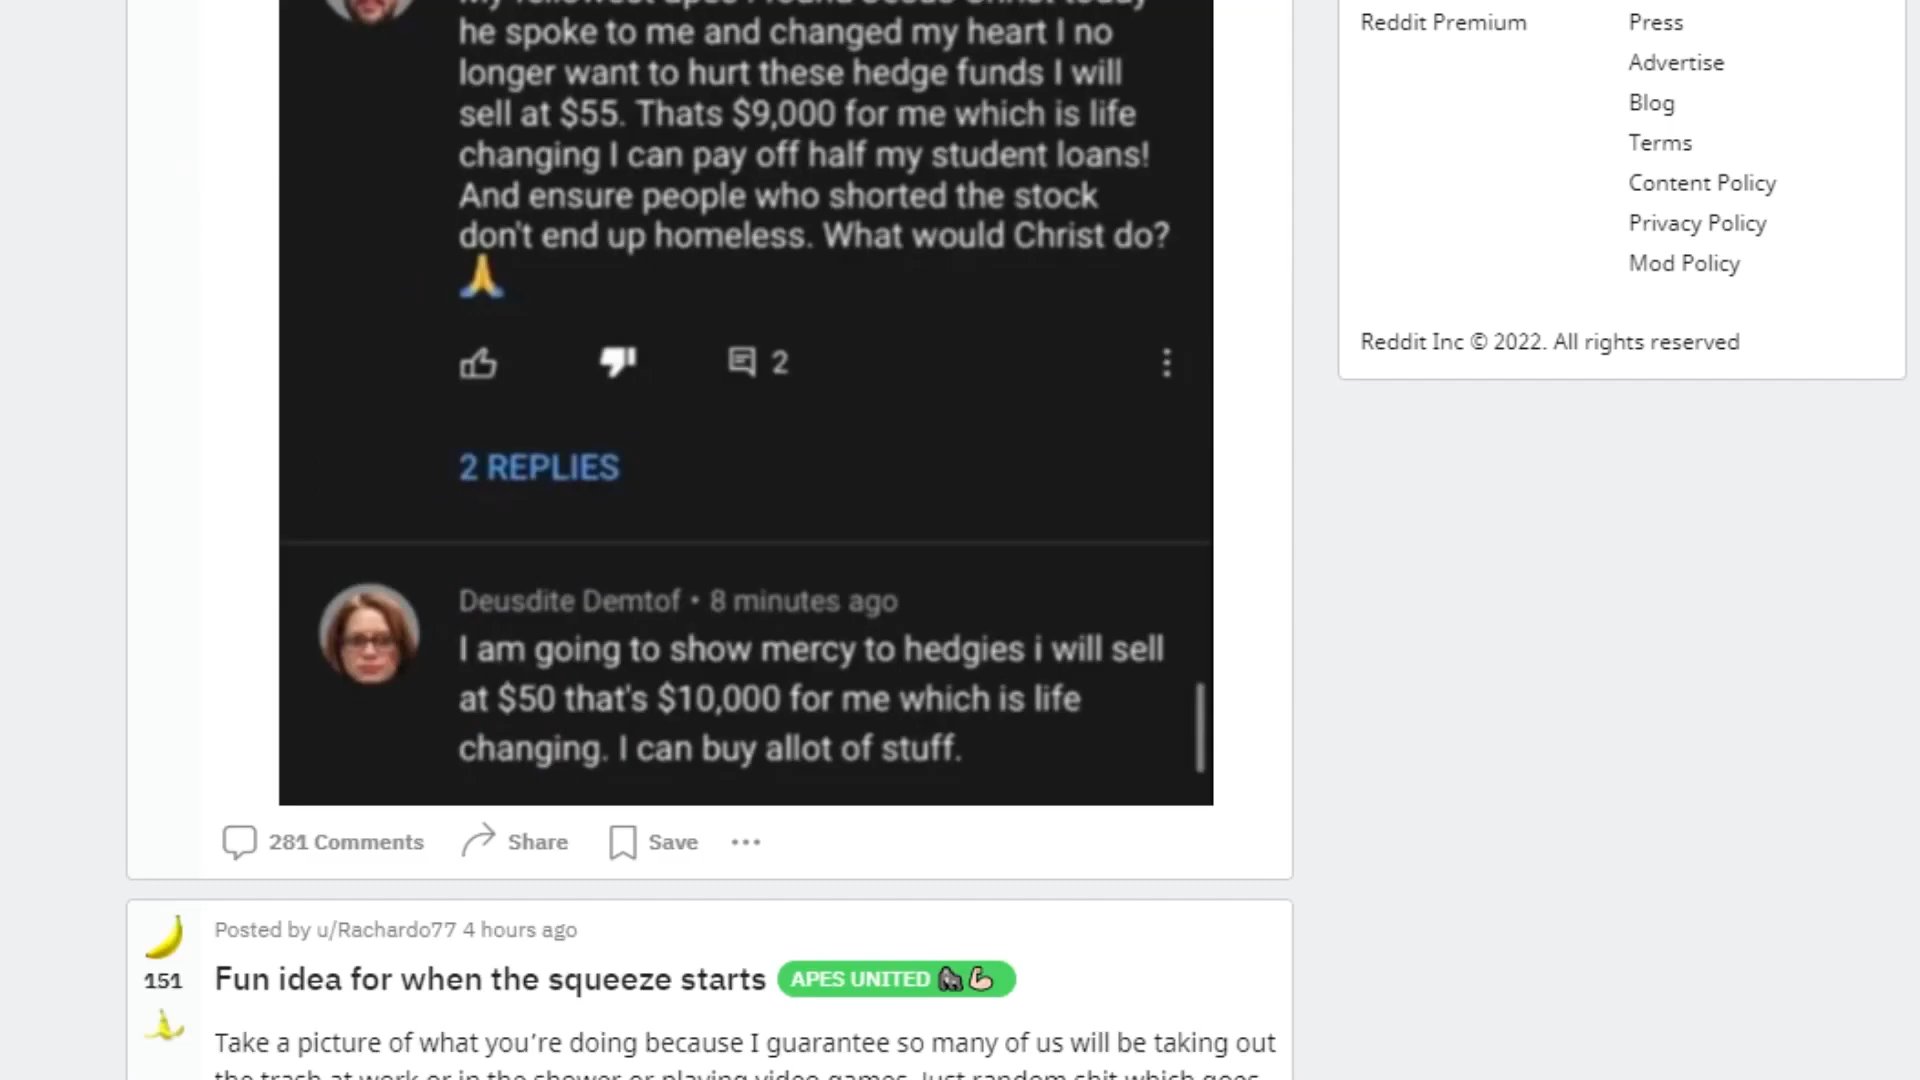 he spoke to me and changed my heart I no
longer want to hurt these hedge funds I will
sell at $55. Thats $9,000 for me which is life
changing I can pay off half my student loans!
And ensure people who shorted the stock
don't end up homeless. What would Christ do?
🙏
2
2 REPLIES
Deusdite Demtof • 8 minutes ago
I am going to show mercy to hedgies i will sell
at $50 that's $10,000 for me which is life
changing. I can buy allot of stuff.
281 Comments Share Save
Posted by u/Rachardo77 4 hours ago
151
Fun idea for when the squeeze starts APES UNITED 🦍💪🏻
Take a picture of what you’re doing because I guarantee so many of us will be taking out
Reddit Premium
Press
Advertise
Blog
Terms
Content Policy
Privacy Policy
Mod Policy
Reddit Inc © 2022. All rights reserved